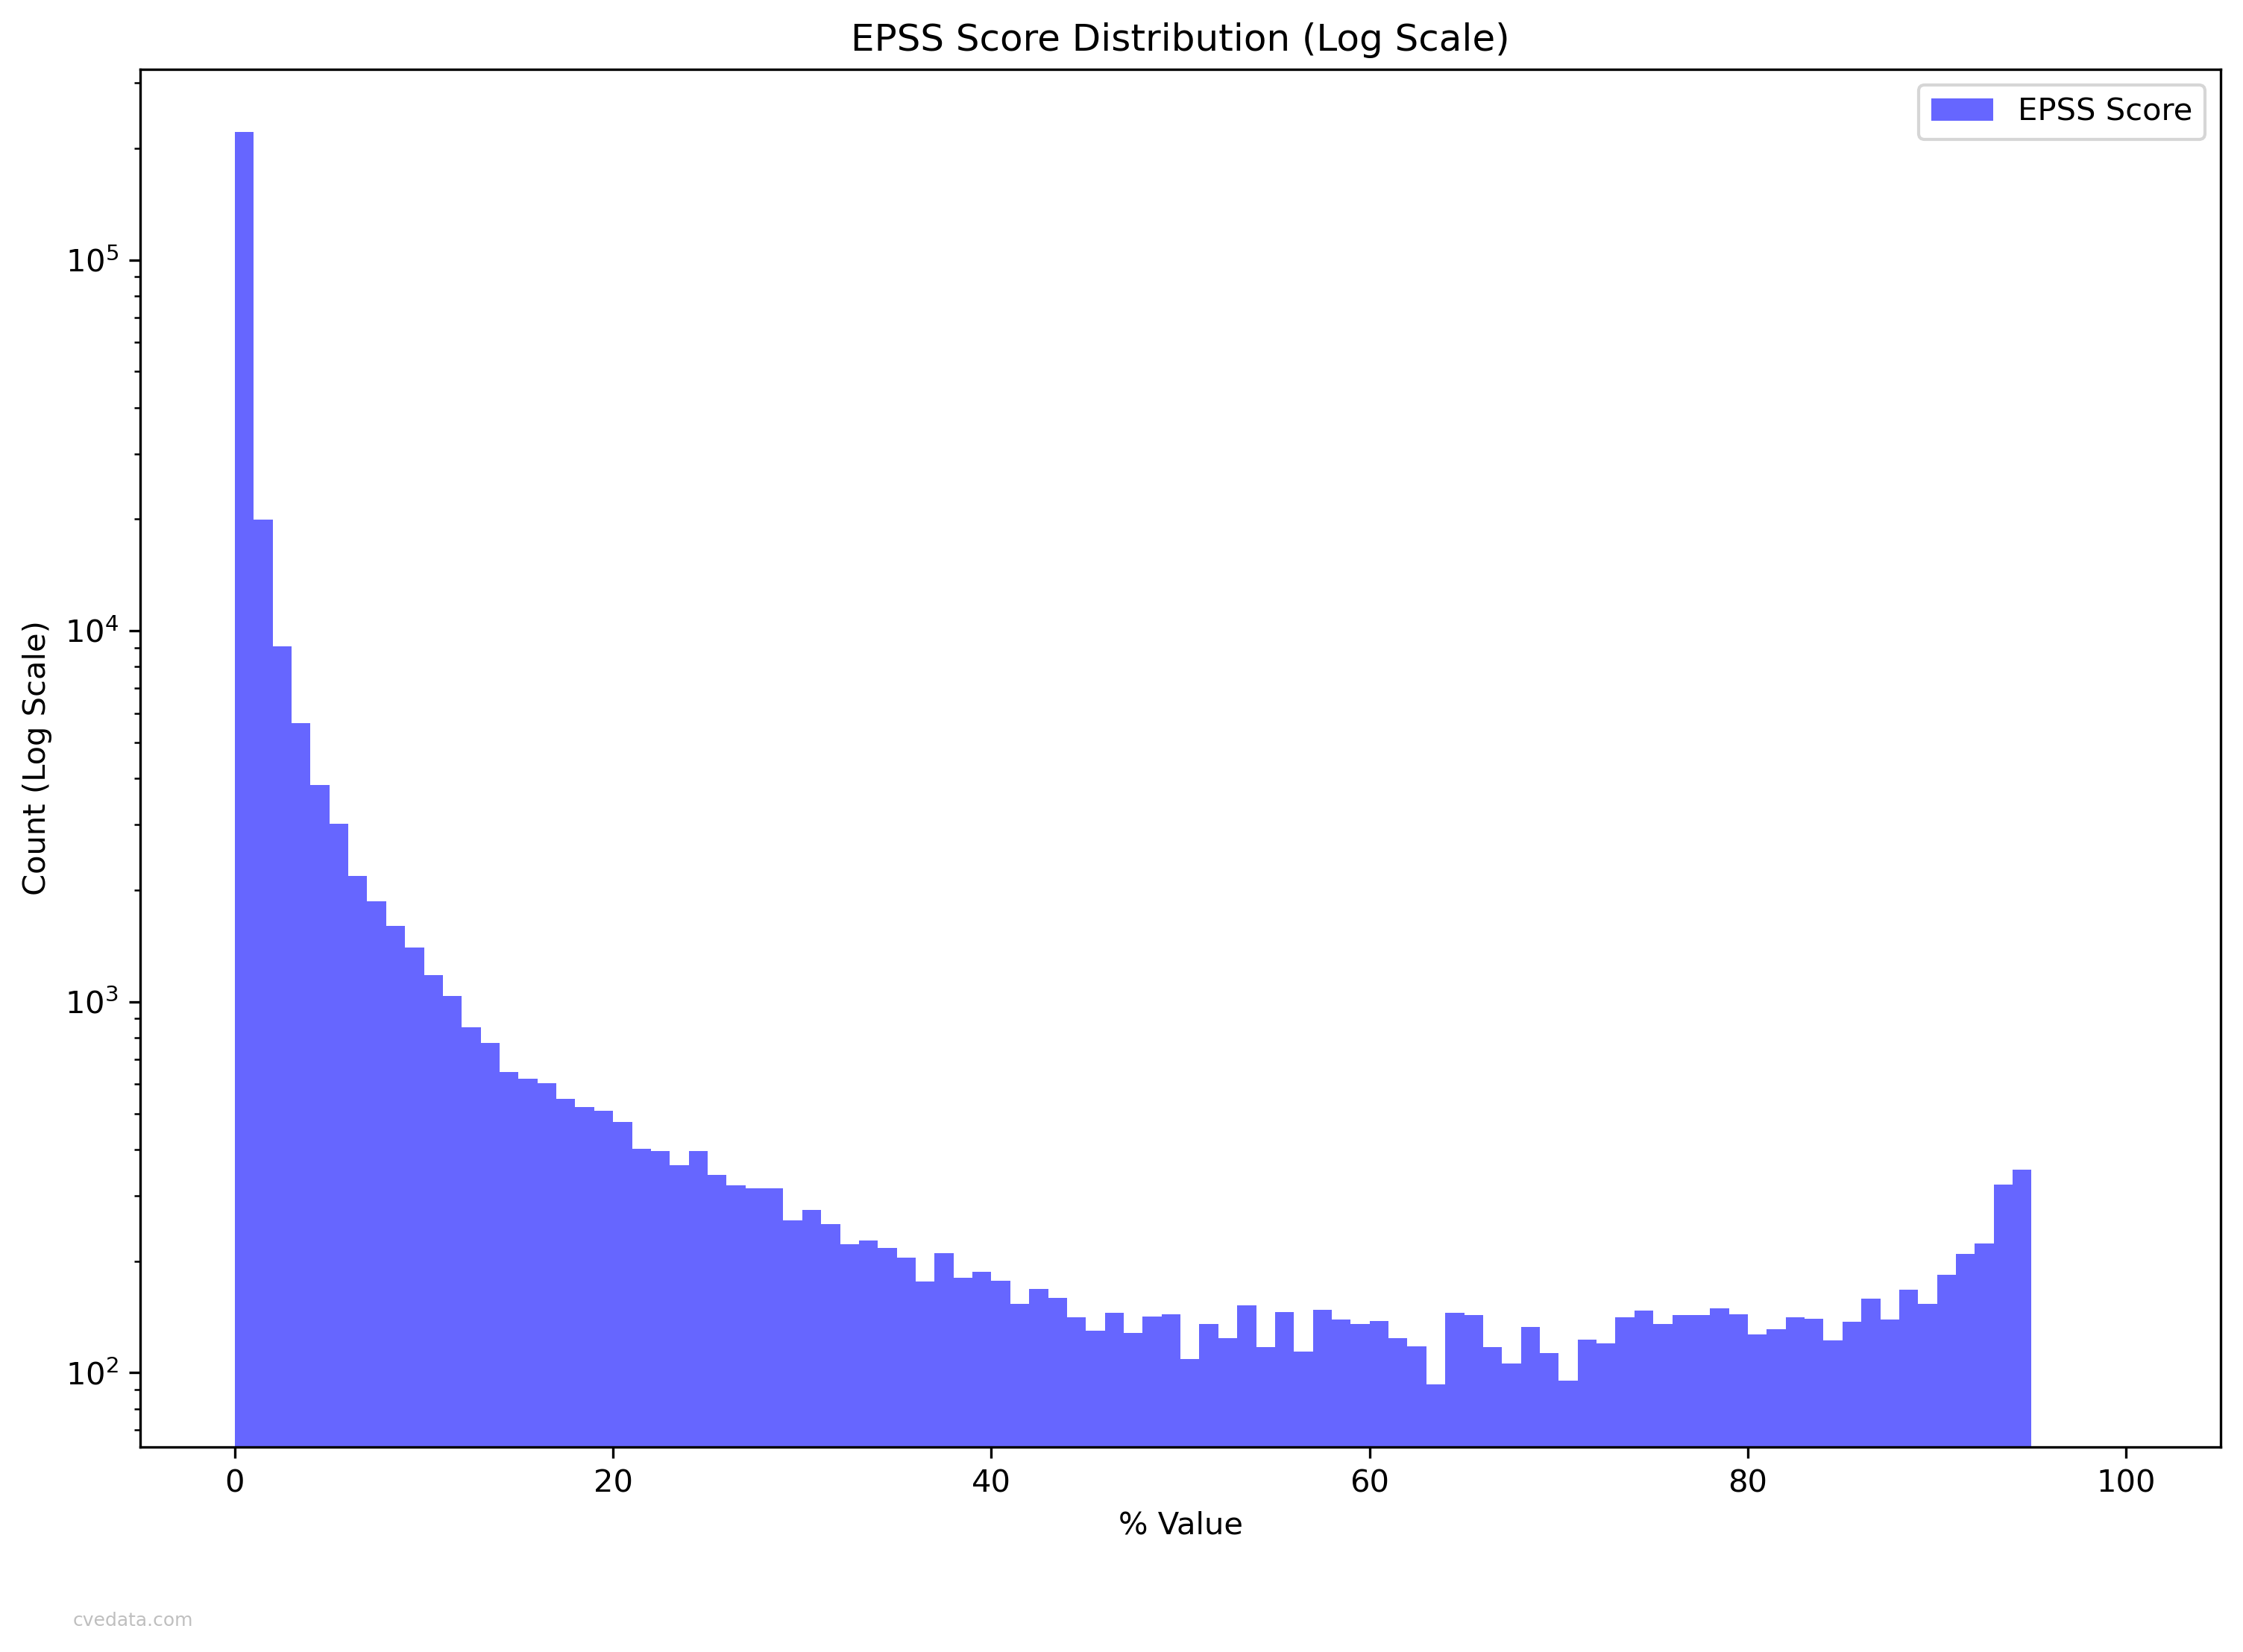 EPSS Score Distribution (Log Scale)
EPSS Score
Count (Log Scale)
10⁵
10⁴
10³
10²
0 20 40 60 80 100
% Value
cvedata.com